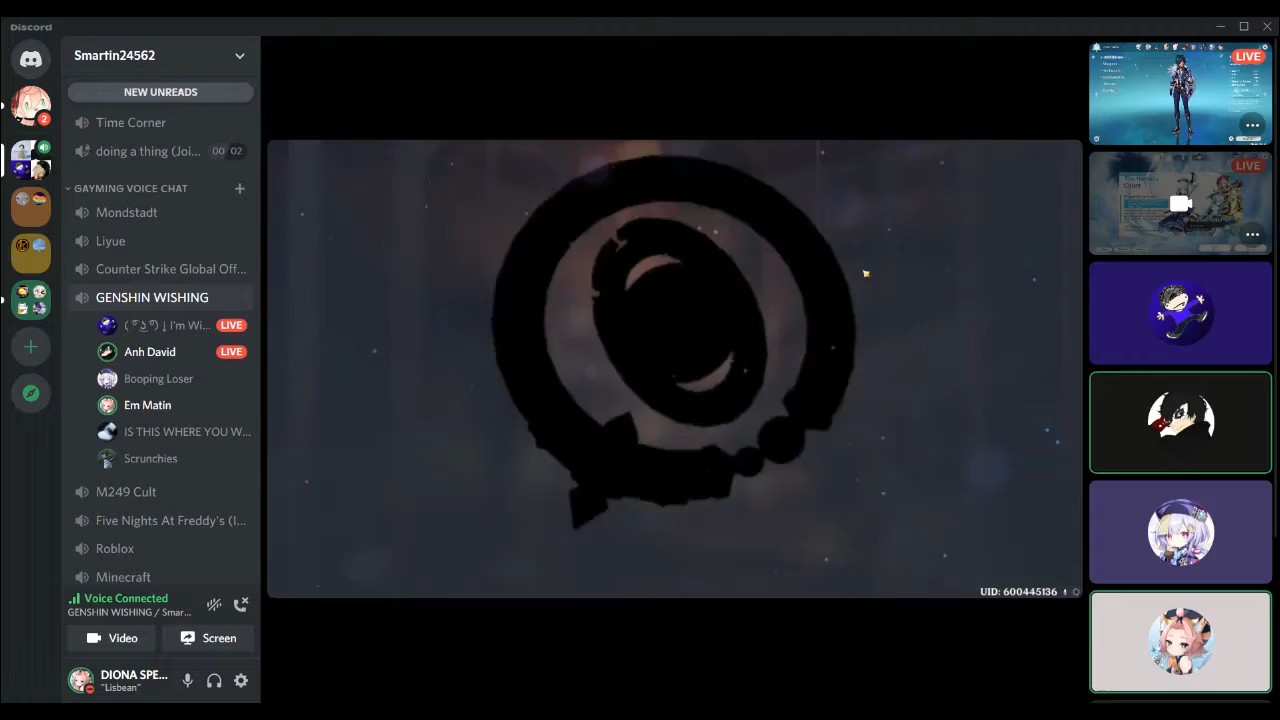 Discord
Smartin24562
NEW UNREADS
Time Corner
doing a thing (Joi... 00 02
GAYMING VOICE CHAT
Mondstadt
Liyue
Counter Strike Global Off...
GENSHIN WISHING
I'm Wi... LIVE
Anh David LIVE
Booping Loser
Em Matin
IS THIS WHERE YOU W...
Scrunchies
M249 Cult
Five Nights At Freddy's (I...
Roblox
Minecraft
Voice Connected
GENSHIN WISHING / Smar...
Video
Screen
DIONA SPE...
"Lisbean"
2
UID: 600445136
LIVE
LIVE